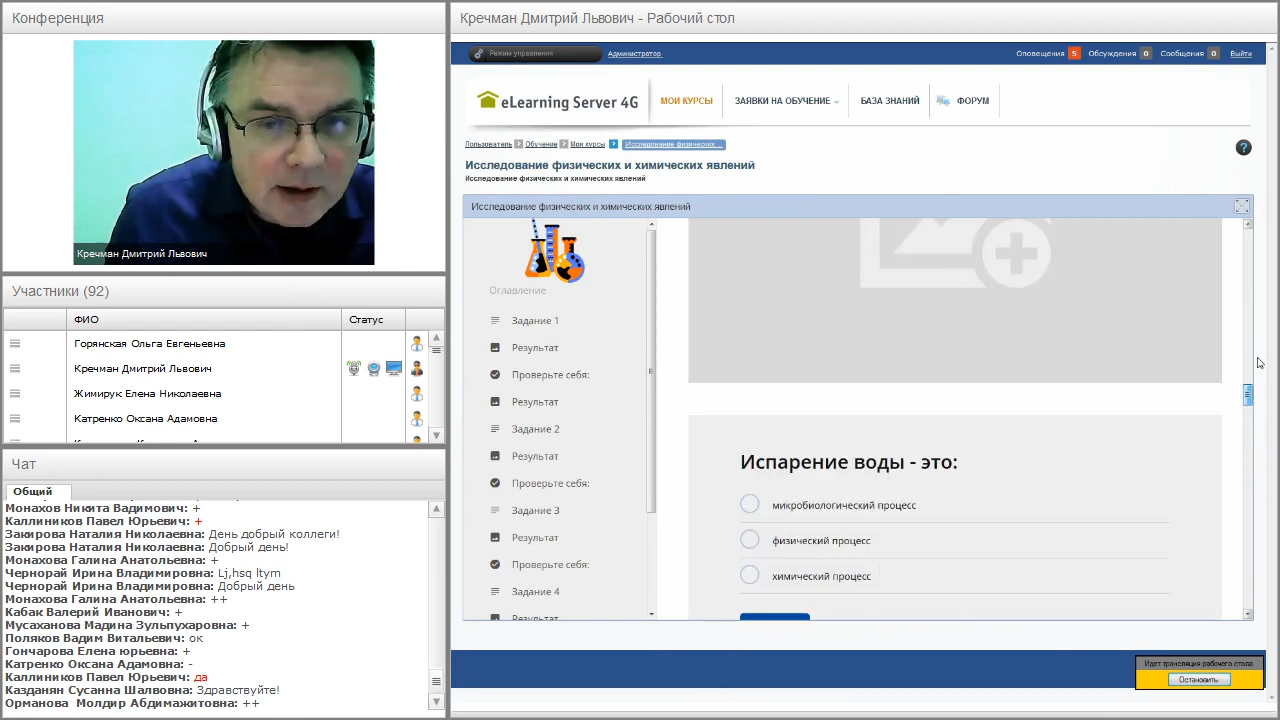 Конференция
Кречман Дмитрий Львович
Участники (92)
ФИО
Статус
Горянская Ольга Евгеньевна
Кречман Дмитрий Львович
Жимирук Елена Николаевна
Катренко Оксана Адамовна
Чат
Общий
Монахов Никита Вадимович: +
Каллиников Павел Юрьевич: +
Закирова Наталия Николаевна: День добрый коллеги!
Закирова Наталия Николаевна: Добрый день!
Монахова Галина Анатольевна: +
Чернорай Ирина Владимировна: Lj,hsq ltym
Чернорай Ирина Владимировна: Добрый день
Монахова Галина Анатольевна: ++
Кабак Валерий Иванович: +
Мусаханова Мадина Зульпухаровна: +
Поляков Вадим Витальевич: ок
Гончарова Елена юрьевна: +
Катренко Оксана Адамовна: -
Каллиников Павел Юрьевич: да
Казданян Сусанна Шалвовна: Здравствуйте!
Орманова Молдир Абдимажитовна: ++
Кречман Дмитрий Львович - Рабочий стол
Режим управления
Администратор
Оповещения 5
Обсуждения 0
Сообщения 0
Выйти
eLearning Server 4G
МОИ КУРСЫ
ЗАЯВКИ НА ОБУЧЕНИЕ
БАЗА ЗНАНИЙ
ФОРУМ
Пользователь
Обучение
Мои курсы
Исследование физических ...
?
Исследование физических и химических явлений
Исследование физических и химических явлений
Исследование физических и химических явлений
Оглавление
Задание 1
Результат
Проверьте себя:
Результат
Задание 2
Результат
Проверьте себя:
Задание 3
Результат
Проверьте себя:
Задание 4
Результат
Испарение воды - это:
микробиологический процесс
физический процесс
химический процесс
Идет трансляция рабочего стола
Остановить